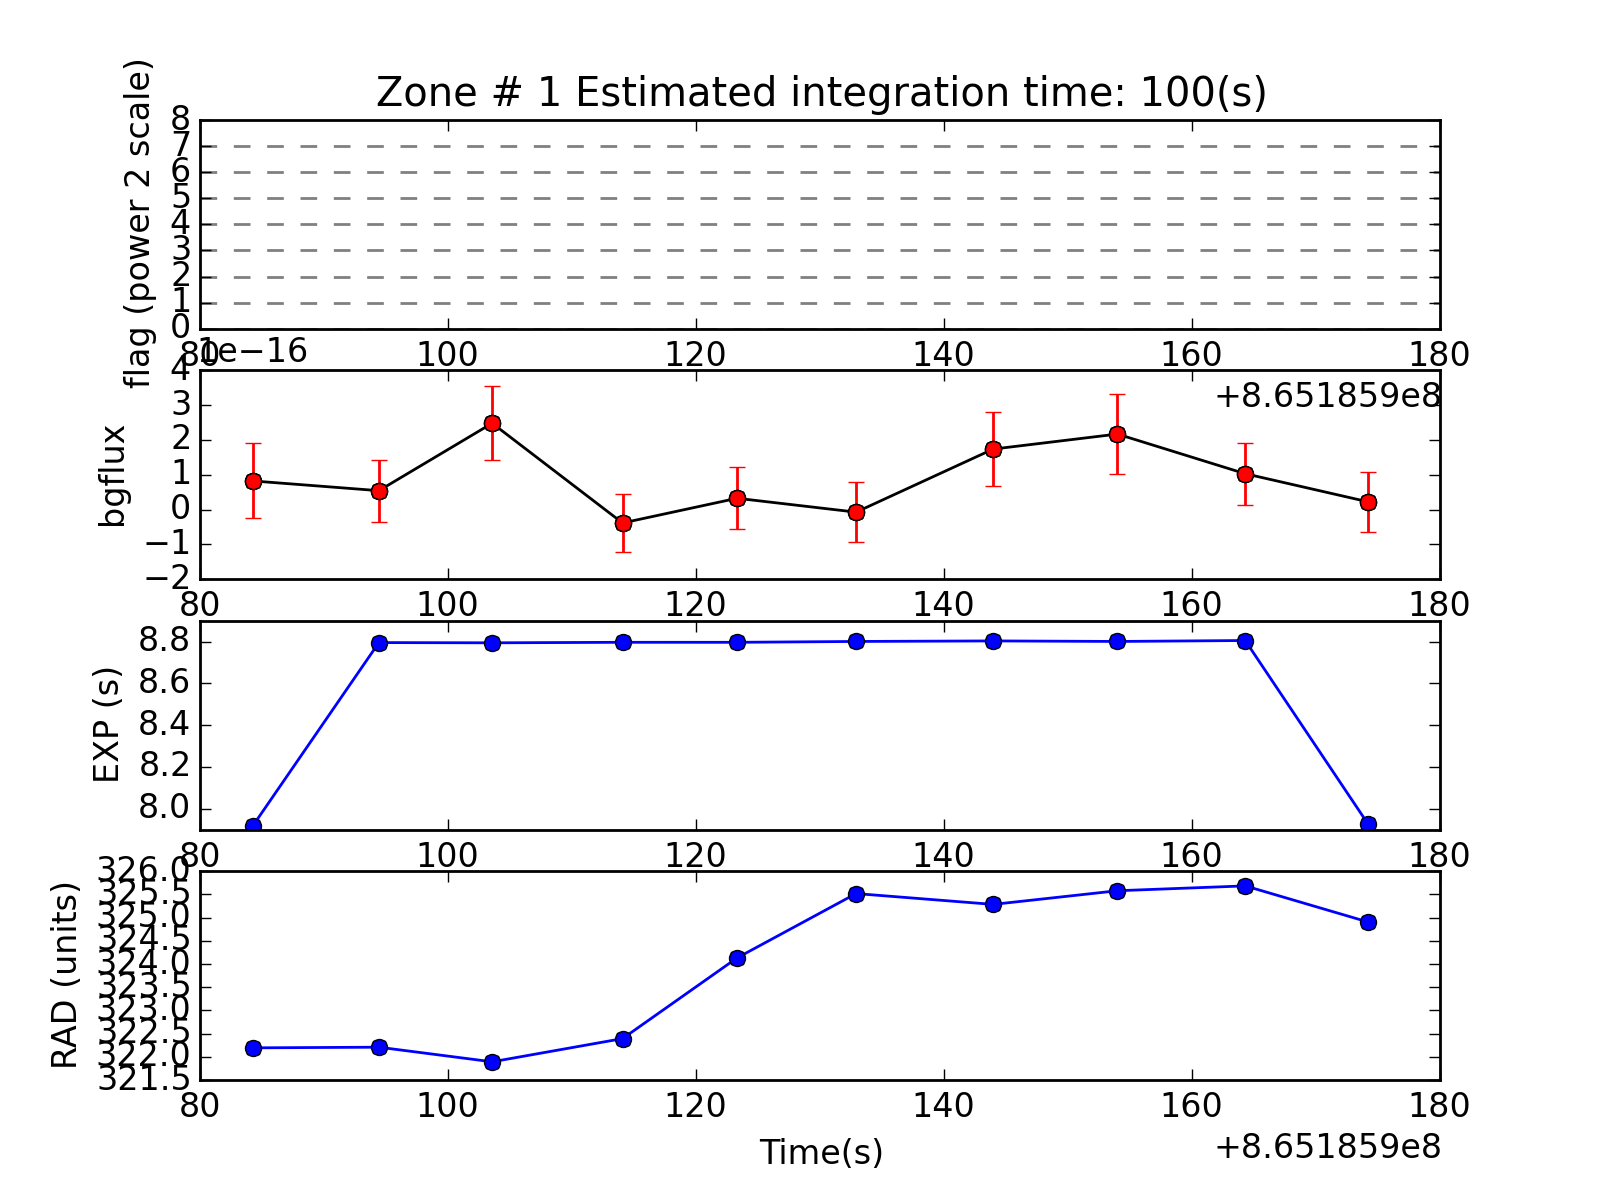 Zone # 1 Estimated integration time: 100(s)
flag (power 2 scale)
8
7
6
5
4
3
2
1
0
80 100 120 140 160 180
+8.651859e8
1e−16
bgflux
4
3
2
1
0
−1
−2
80 100 120 140 160 180
EXP (s)
8.8
8.6
8.4
8.2
8.0
80 100 120 140 160 180
RAD (units)
326.0
325.5
325.0
324.5
324.0
323.5
323.0
322.5
322.0
321.5
80 100 120 140 160 180
Time(s)
+8.651859e8